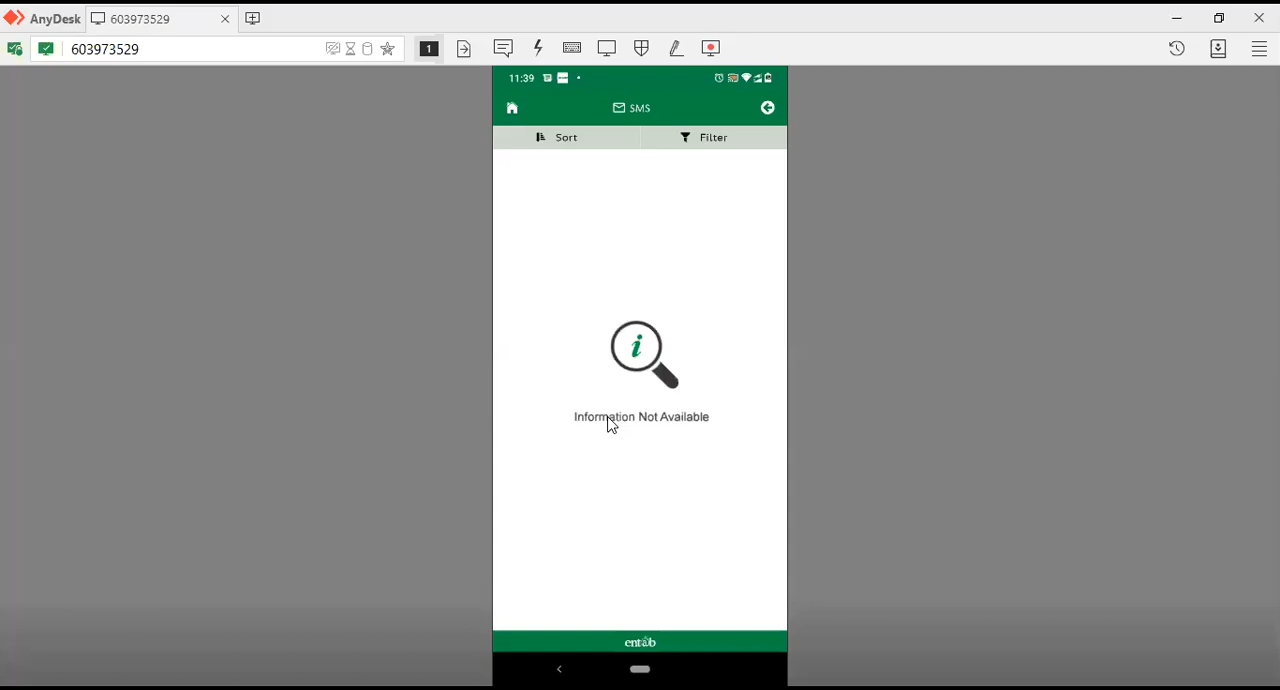 AnyDesk 603973529
603973529
1
11:39
SMS
Sort Filter
i
Information Not Available
entab